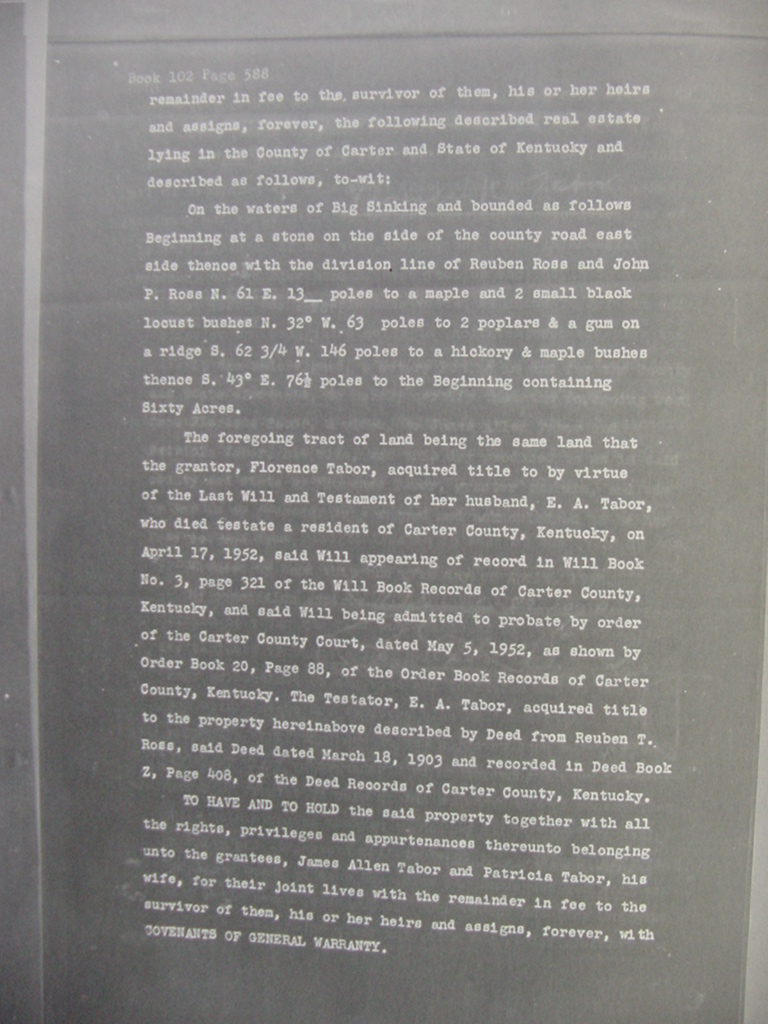 Book 102 Page 588
remainder in fee to the survivor of them, his or her heirs
and assigns, forever, the following described real estate
lying in the County of Carter and State of Kentucky and
described as follows, to-wit:
On the waters of Big Sinking and bounded as follows
Beginning at a stone on the side of the county road east
side thence with the division line of Reuben Ross and John
P. Ross N. 61 E. 13__ poles to a maple and 2 small black
locust bushes N. 32° W. 63 poles to 2 poplars & a gum on
a ridge S. 62 3/4 W. 146 poles to a hickory & maple bushes
thence S. 43° E. 76½ poles to the Beginning containing
Sixty Acres.
The foregoing tract of land being the same land that
the grantor, Florence Tabor, acquired title to by virtue
of the Last Will and Testament of her husband, E. A. Tabor,
who died testate a resident of Carter County, Kentucky, on
April 17, 1952, said Will appearing of record in Will Book
No. 3, page 321 of the Will Book Records of Carter County,
Kentucky, and said Will being admitted to probate by order
of the Carter County Court, dated May 5, 1952, as shown by
Order Book 20, Page 88, of the Order Book Records of Carter
County, Kentucky. The Testator, E. A. Tabor, acquired title
to the property hereinabove described by Deed from Reuben T.
Ross, said Deed dated March 18, 1903 and recorded in Deed Book
Z, Page 408, of the Deed Records of Carter County, Kentucky.
TO HAVE AND TO HOLD the said property together with all
the rights, privileges and appurtenances thereunto belonging
unto the grantees, James Allen Tabor and Patricia Tabor, his
wife, for their joint lives with the remainder in fee to the
survivor of them, his or her heirs and assigns, forever, with
COVENANTS OF GENERAL WARRANTY.